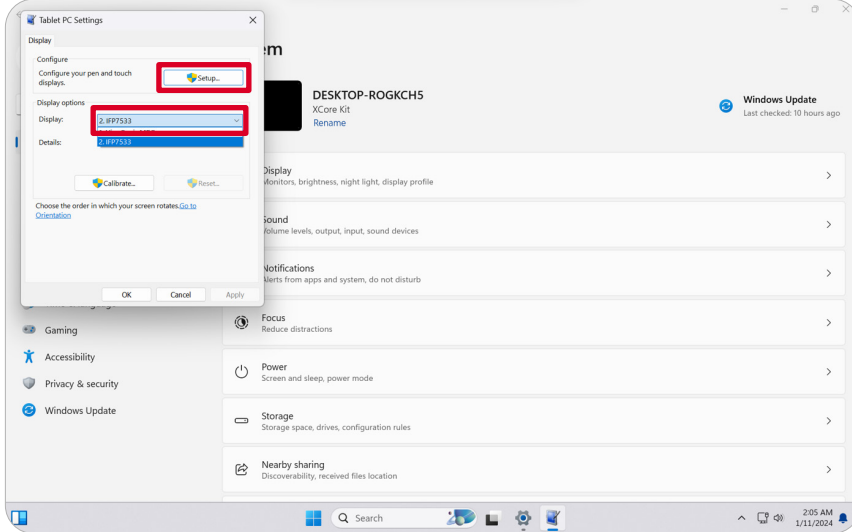 Tablet PC Settings
Display
Configure
Configure your pen and touch
displays.
Setup...
Display options
Display:
2. IFP7533
Details:
2. IFP7533
Calibrate...
Reset...
Choose the order in which your screen rotates.Go to
Orientation
OK
Cancel
Apply
em
DESKTOP-ROGKCH5
XCore Kit
Rename
Windows Update
Last checked: 10 hours ago
Display
Monitors, brightness, night light, display profile
Sound
Volume levels, output, input, sound devices
Notifications
Alerts from apps and system, do not disturb
Focus
Reduce distractions
Power
Screen and sleep, power mode
Storage
Storage space, drives, configuration rules
Nearby sharing
Discoverability, received files location
Gaming
Accessibility
Privacy & security
Windows Update
Search
2:05 AM
1/11/2024